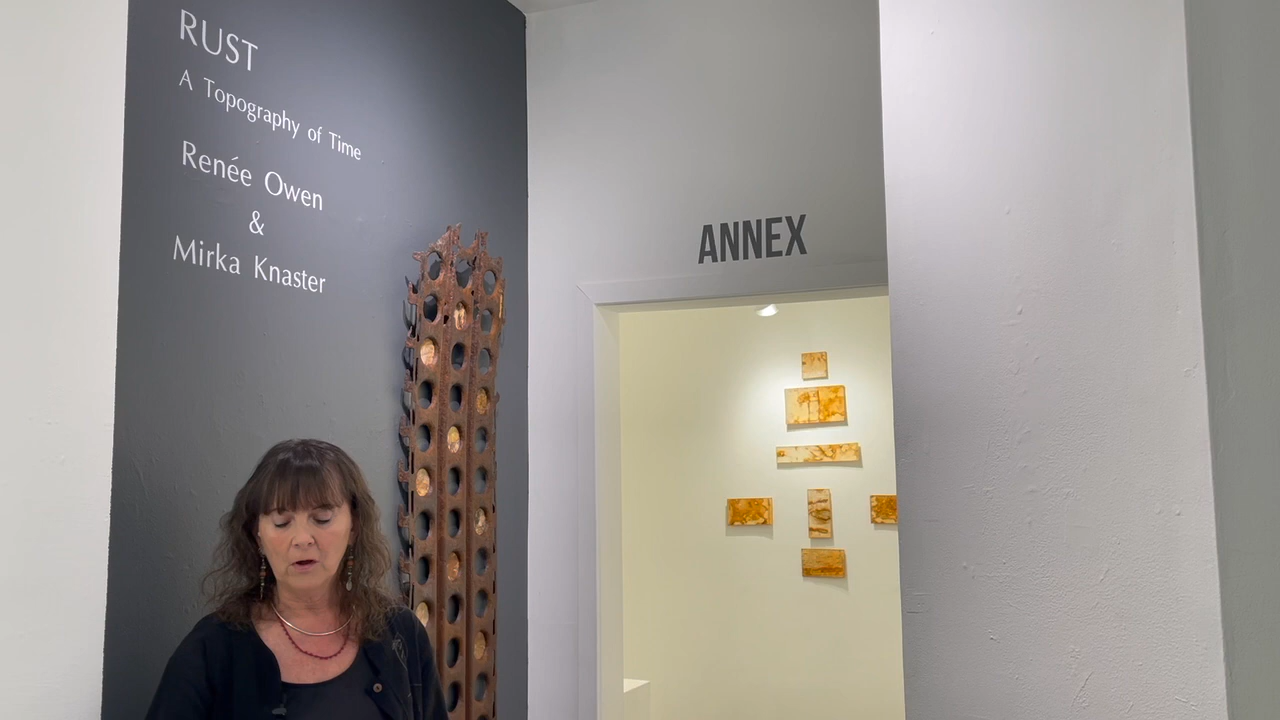 RUST
A Topography of Time
Renée Owen
&
Mirka Knaster
ANNEX